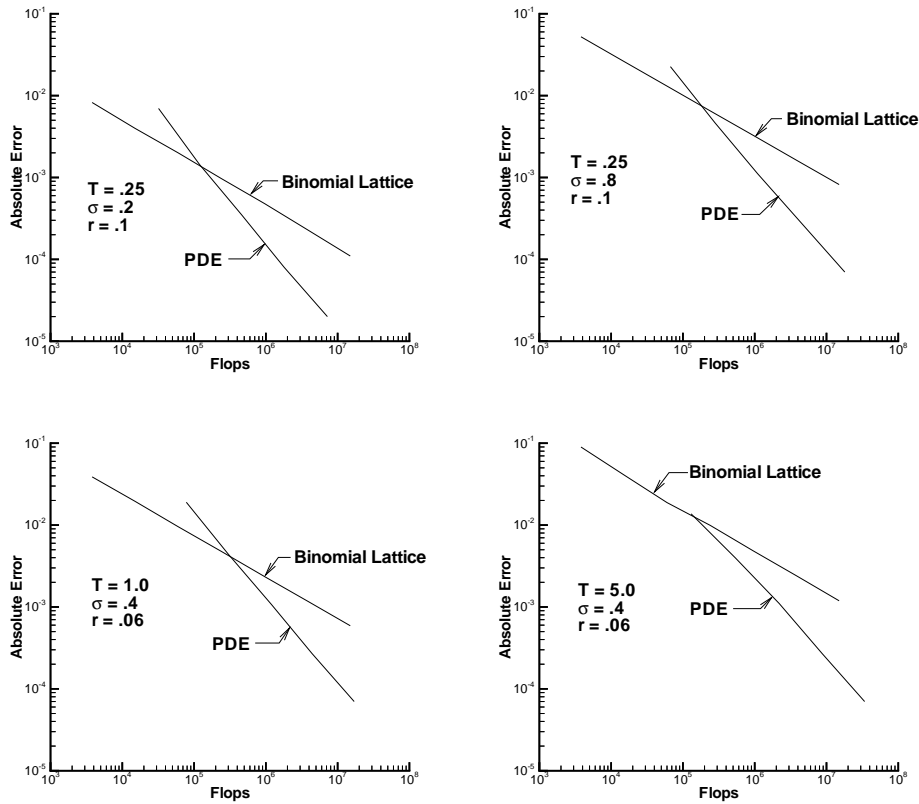 10-1
10-2
10-3
10-4
10-5
Absolute Error
Binomial Lattice
T = .25
σ = .2
r = .1
PDE
103 104 105 106 107 108
Flops
10-1
10-2
10-3
10-4
10-5
Absolute Error
Binomial Lattice
T = .25
σ = .8
r = .1
PDE
103 104 105 106 107 108
Flops
10-1
10-2
10-3
10-4
10-5
Absolute Error
Binomial Lattice
T = 1.0
σ = .4
r = .06
PDE
103 104 105 106 107 108
Flops
10-1
10-2
10-3
10-4
10-5
Absolute Error
Binomial Lattice
T = 5.0
σ = .4
r = .06
PDE
103 104 105 106 107 108
Flops